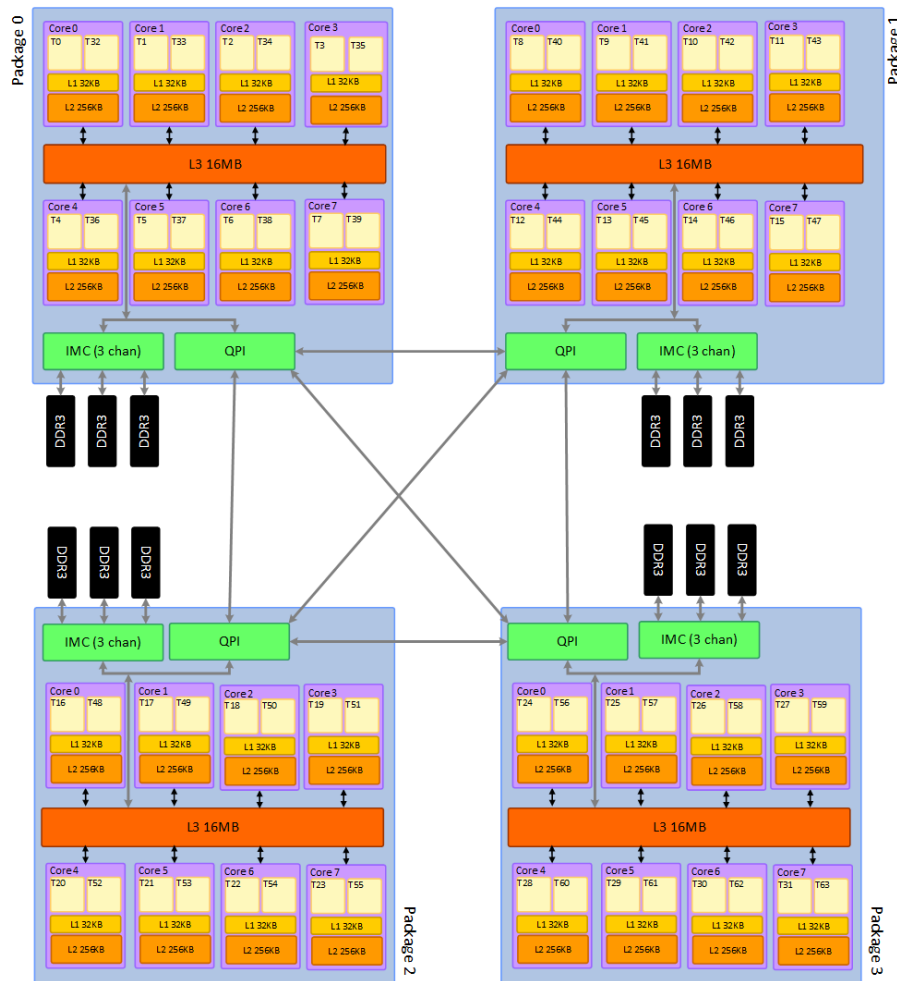 Package 0
Core 0 Core 1 Core 2 Core 3
T0 T32 T1 T33 T2 T34 T3 T35
L1 32KB L1 32KB L1 32KB L1 32KB
L2 256KB L2 256KB L2 256KB L2 256KB
L3 16MB
Core 4 Core 5 Core 6 Core 7
T4 T36 T5 T37 T6 T38 T7 T39
L1 32KB L1 32KB L1 32KB L1 32KB
L2 256KB L2 256KB L2 256KB L2 256KB
IMC (3 chan) QPI
DDR3 DDR3 DDR3
Package 1
Core 0 Core 1 Core 2 Core 3
T8 T40 T9 T41 T10 T42 T11 T43
L1 32KB L1 32KB L1 32KB L1 32KB
L2 256KB L2 256KB L2 256KB L2 256KB
L3 16MB
Core 4 Core 5 Core 6 Core 7
T12 T44 T13 T45 T14 T46 T15 T47
L1 32KB L1 32KB L1 32KB L1 32KB
L2 256KB L2 256KB L2 256KB L2 256KB
QPI IMC (3 chan)
DDR3 DDR3 DDR3
DDR3 DDR3 DDR3
IMC (3 chan) QPI
Core 0 Core 1 Core 2 Core 3
T16 T48 T17 T49 T18 T50 T19 T51
L1 32KB L1 32KB L1 32KB L1 32KB
L2 256KB L2 256KB L2 256KB L2 256KB
L3 16MB
Core 4 Core 5 Core 6 Core 7
T20 T52 T21 T53 T22 T54 T23 T55
L1 32KB L1 32KB L1 32KB L1 32KB
L2 256KB L2 256KB L2 256KB L2 256KB
Package 2
DDR3 DDR3 DDR3
QPI IMC (3 chan)
Core 0 Core 1 Core 2 Core 3
T24 T56 T25 T57 T26 T58 T27 T59
L1 32KB L1 32KB L1 32KB L1 32KB
L2 256KB L2 256KB L2 256KB L2 256KB
L3 16MB
Core 4 Core 5 Core 6 Core 7
T28 T60 T29 T61 T30 T62 T31 T63
L1 32KB L1 32KB L1 32KB L1 32KB
L2 256KB L2 256KB L2 256KB L2 256KB
Package 3